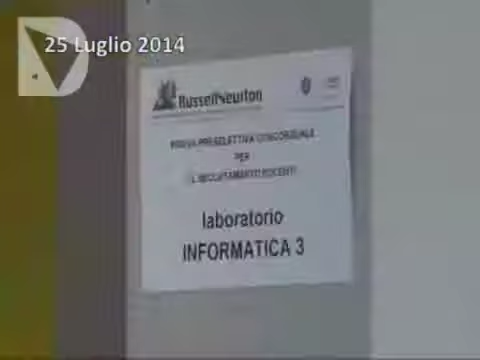 25 Luglio 2014
RussellNewton
PROVA PRESELETTIVA CONCORSUALE
PER
IL RECLUTAMENTO DOCENTI
laboratorio
INFORMATICA 3